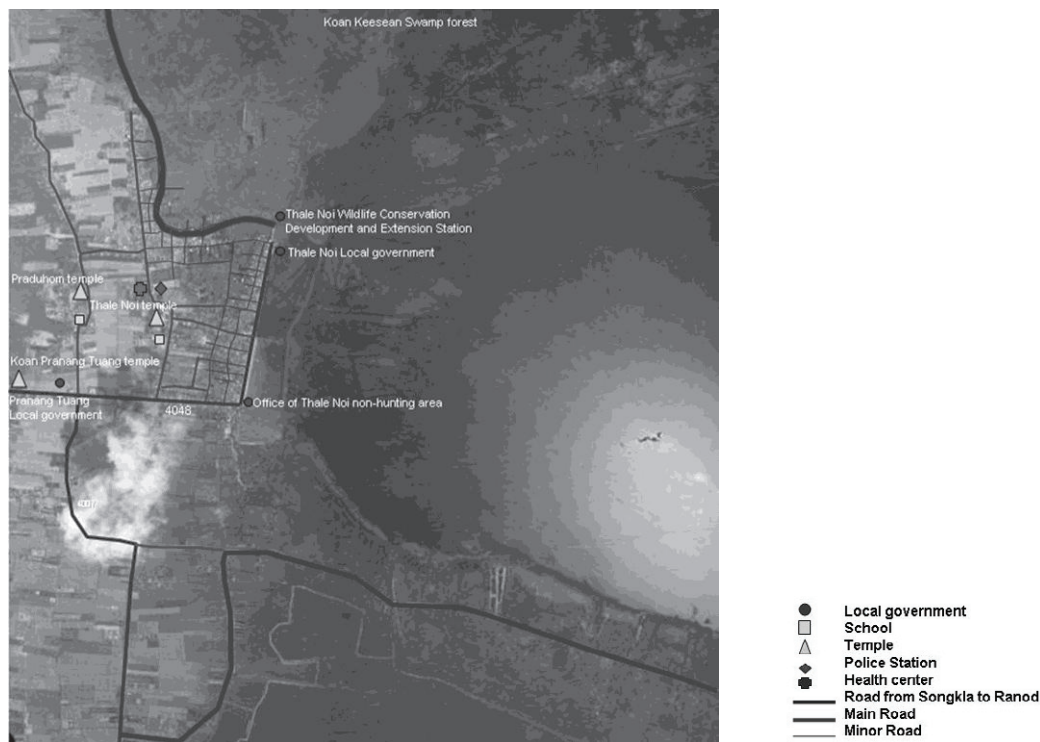 Koan Keesean Swamp forest
Thale Noi Wildlife Conservation
Development and Extension Station
Thale Noi Local government
Praduhom temple
Thale Noi temple
Koan Pranang Tuang temple
Pranang Tuang
Local government
4048
Office of Thale Noi non-hunting area
Local government
School
Temple
Police Station
Health center
Road from Songkla to Ranod
Main Road
Minor Road